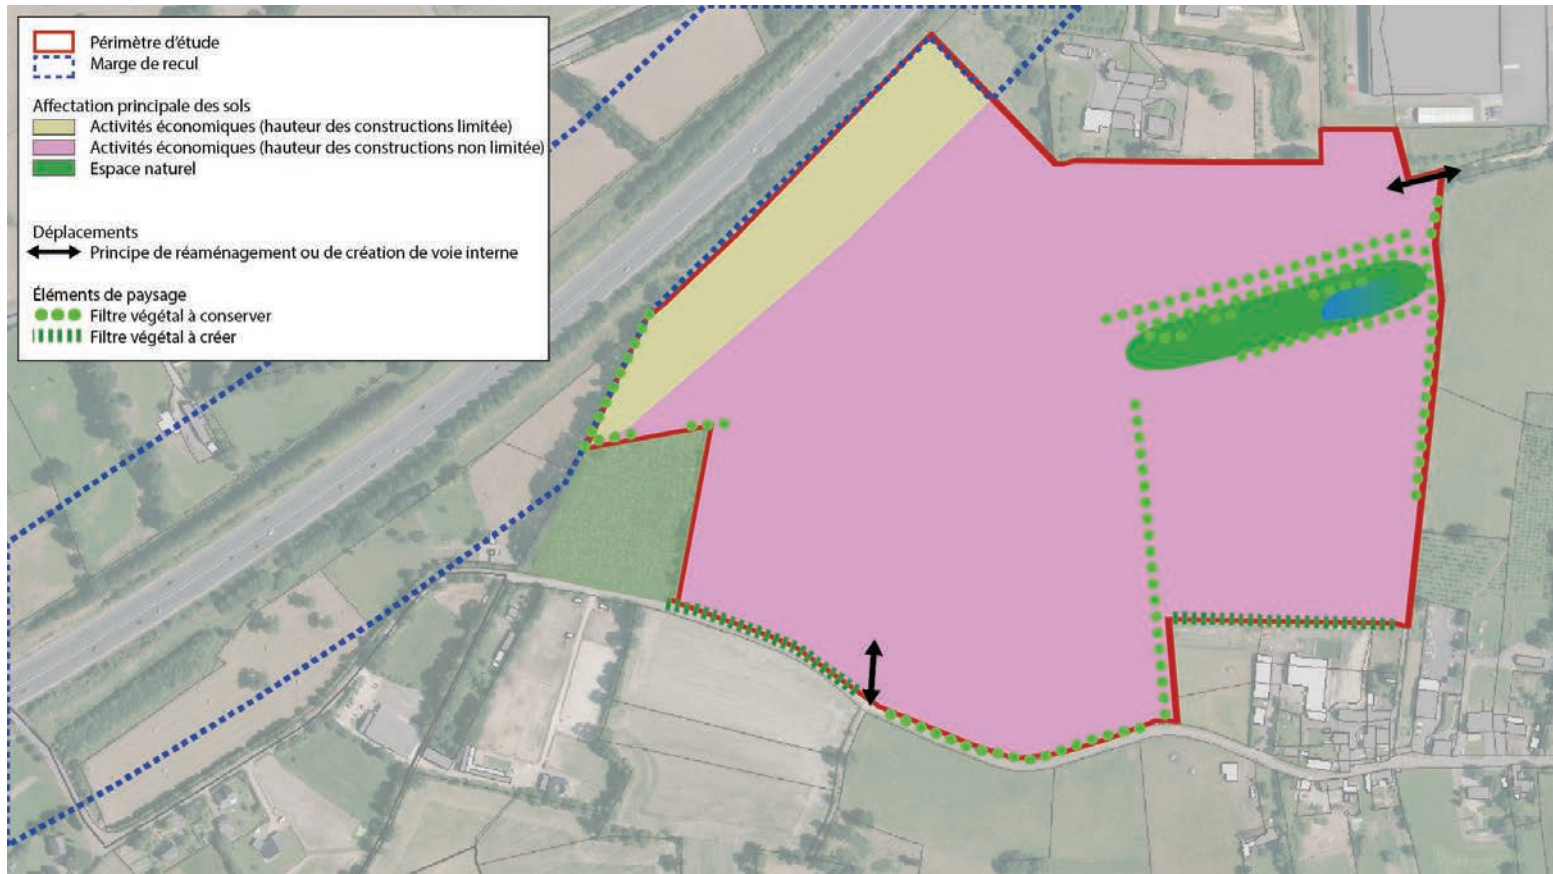 Périmètre d'étude
Marge de recul
Affectation principale des sols
Activités économiques (hauteur des constructions limitée)
Activités économiques (hauteur des constructions non limitée)
Espace naturel
Déplacements
Principe de réaménagement ou de création de voie interne
Éléments de paysage
Filtre végétal à conserver
Filtre végétal à créer